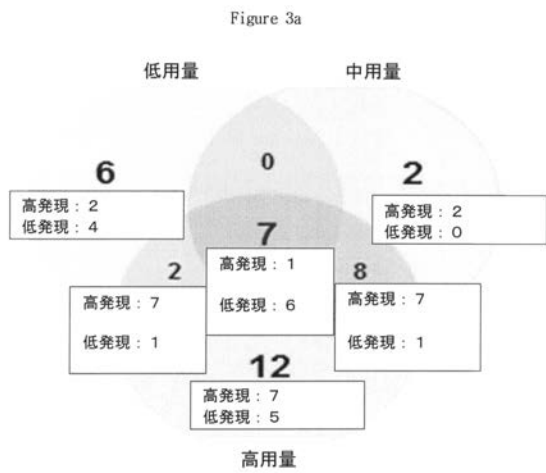 Figure 3a
低用量
中用量
6
0
2
高発現：2
低発現：4
高発現：2
低発現：0
7
2
8
高発現：1
低発現：6
高発現：7
低発現：1
高発現：7
低発現：1
12
高発現：7
低発現：5
高用量